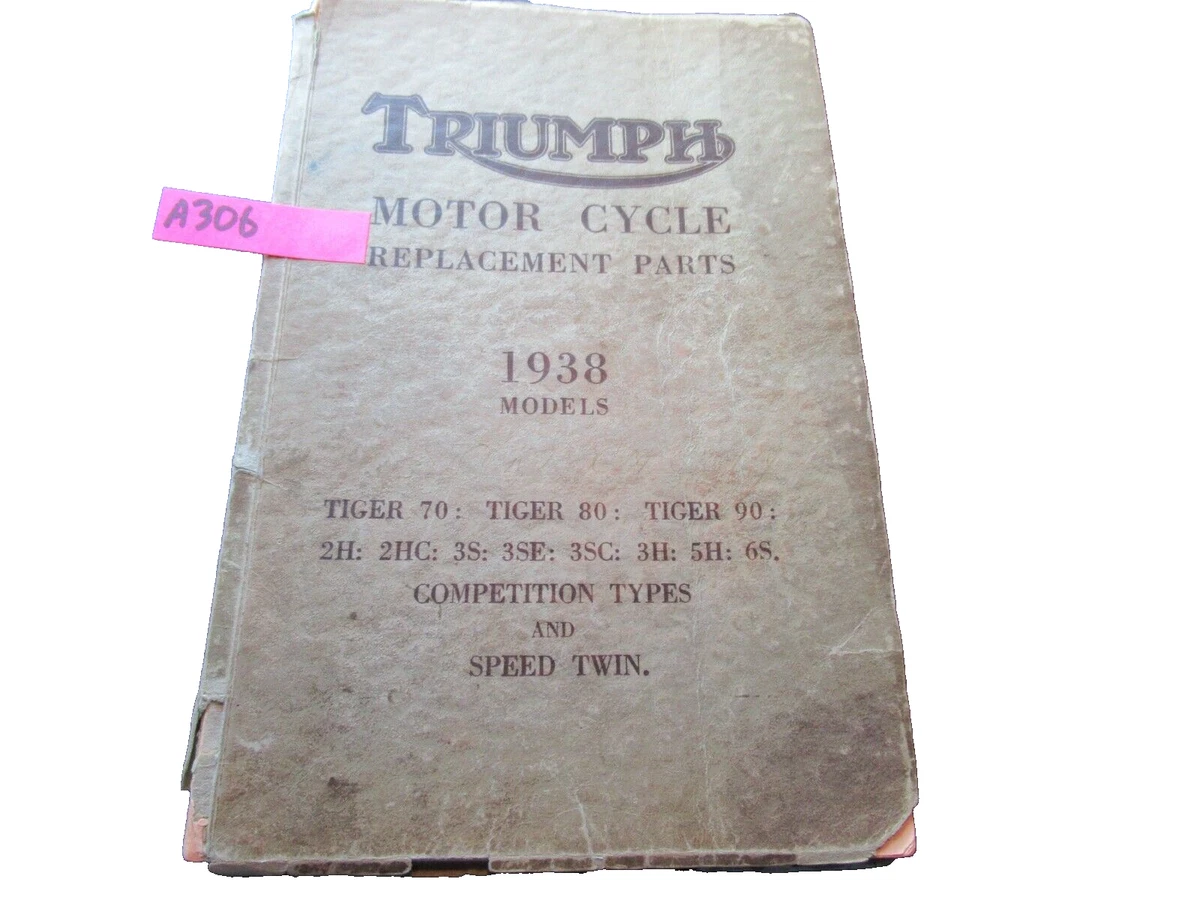 TRIUMPH
A306
MOTOR CYCLE
REPLACEMENT PARTS
1938
MODELS
TIGER 70: TIGER 80: TIGER 90:
2H: 2HC: 3S: 3SE: 3SC: 3H: 5H: 6S.
COMPETITION TYPES
AND
SPEED TWIN.